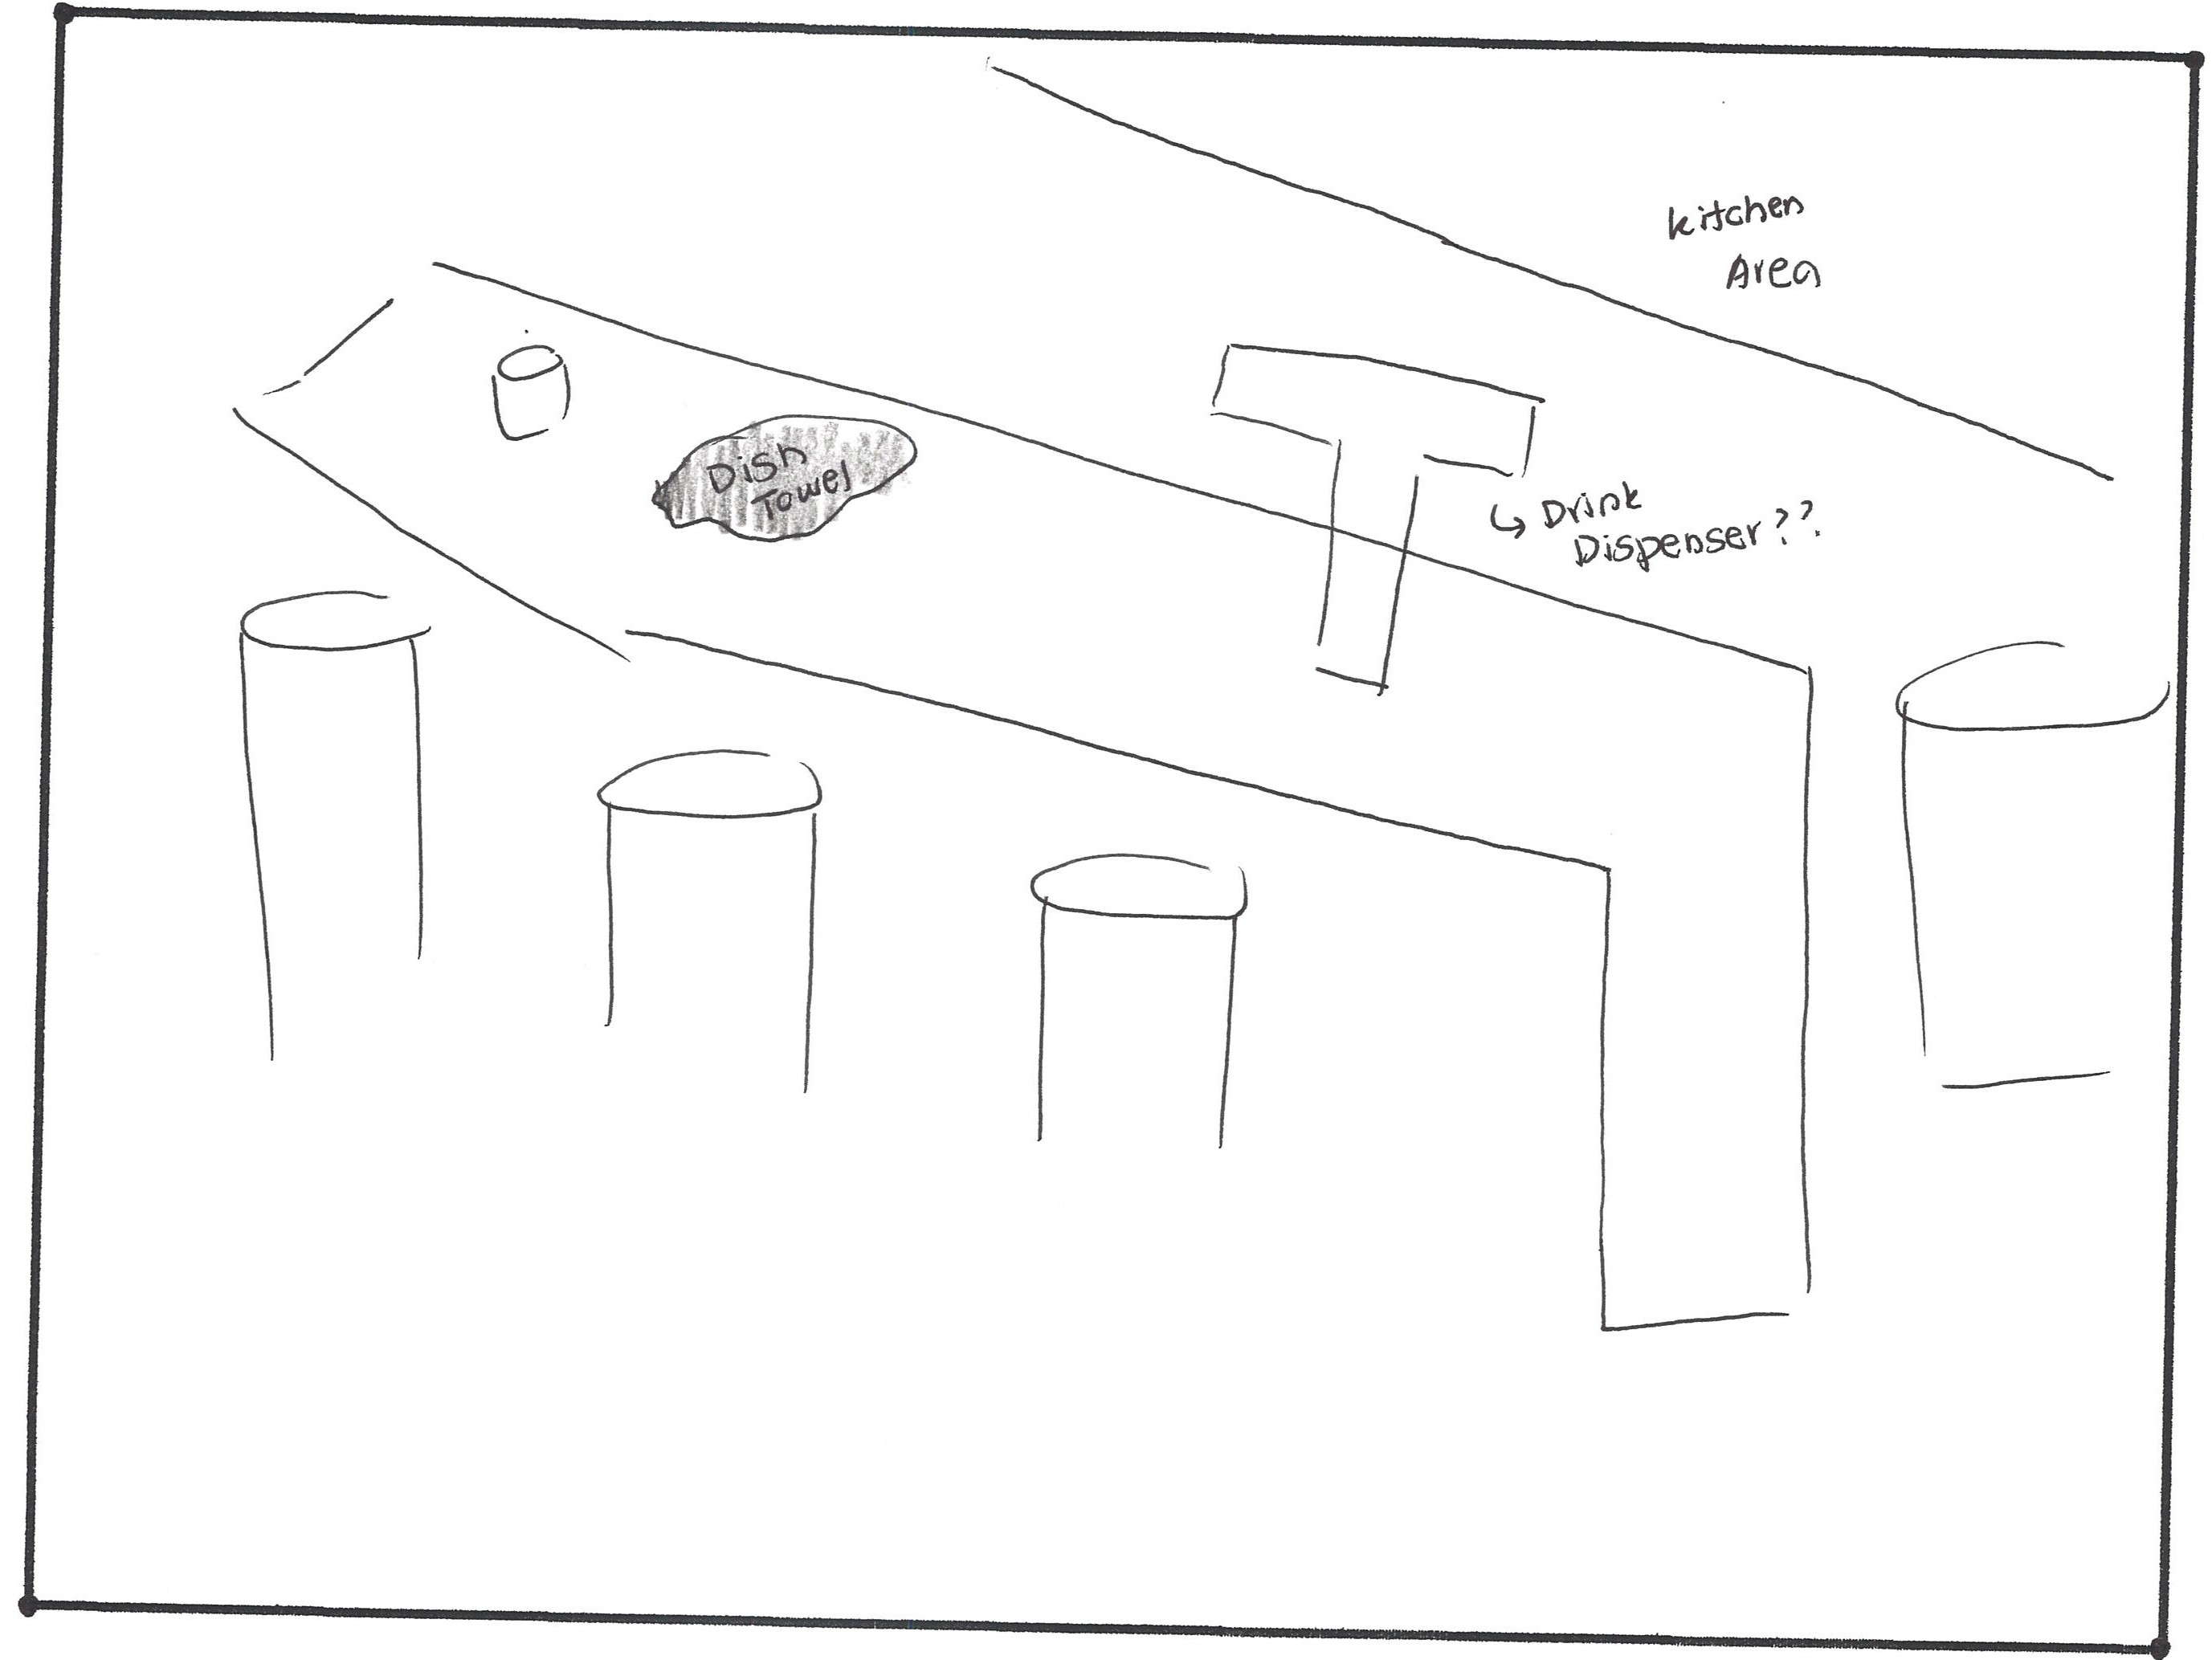 kitchen
Area
Dish
Towel
↳ Drink
Dispenser??